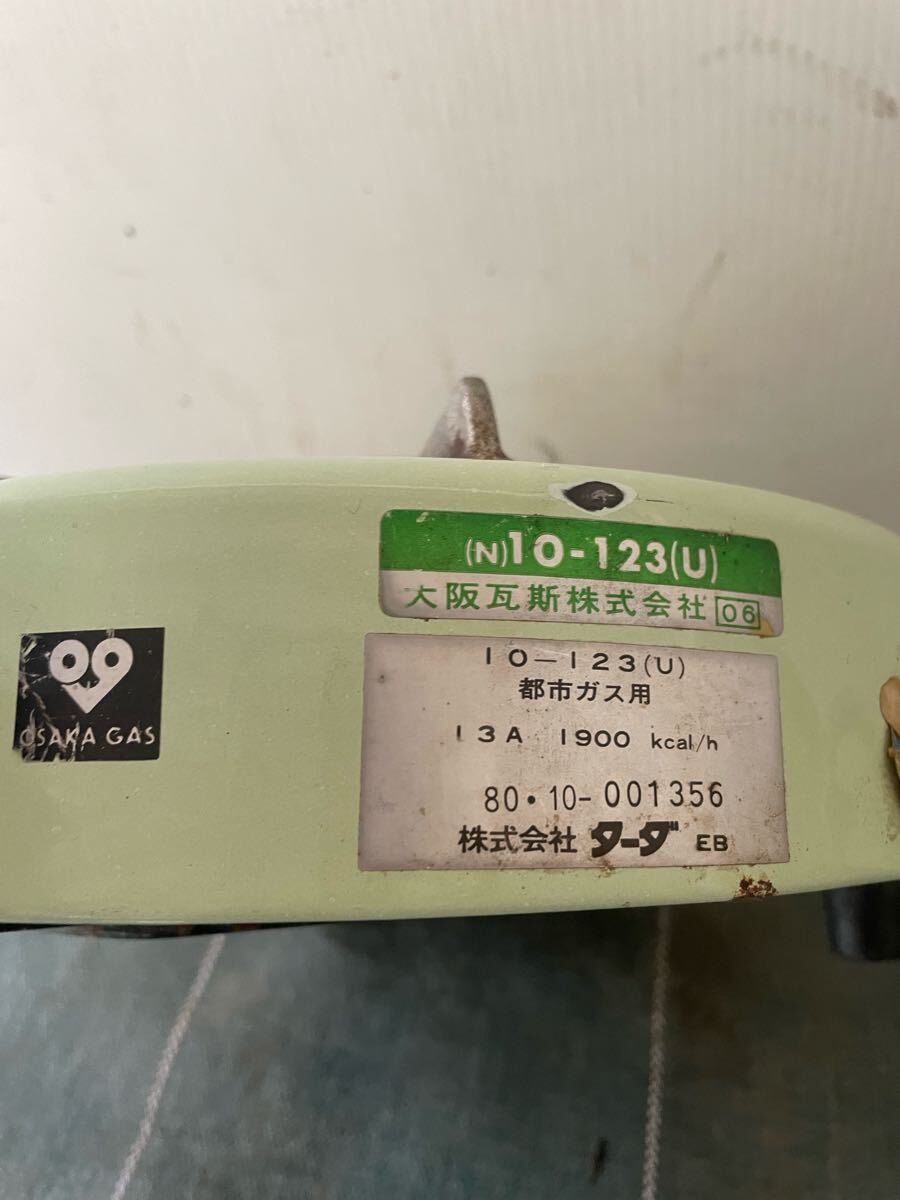 (N)10-123(U)
大阪瓦斯株式会社 06
OSAKA GAS
10-123(U)
都市ガス用
13A 1900 kcal/h
80・10-001356
株式会社 ターダ EB